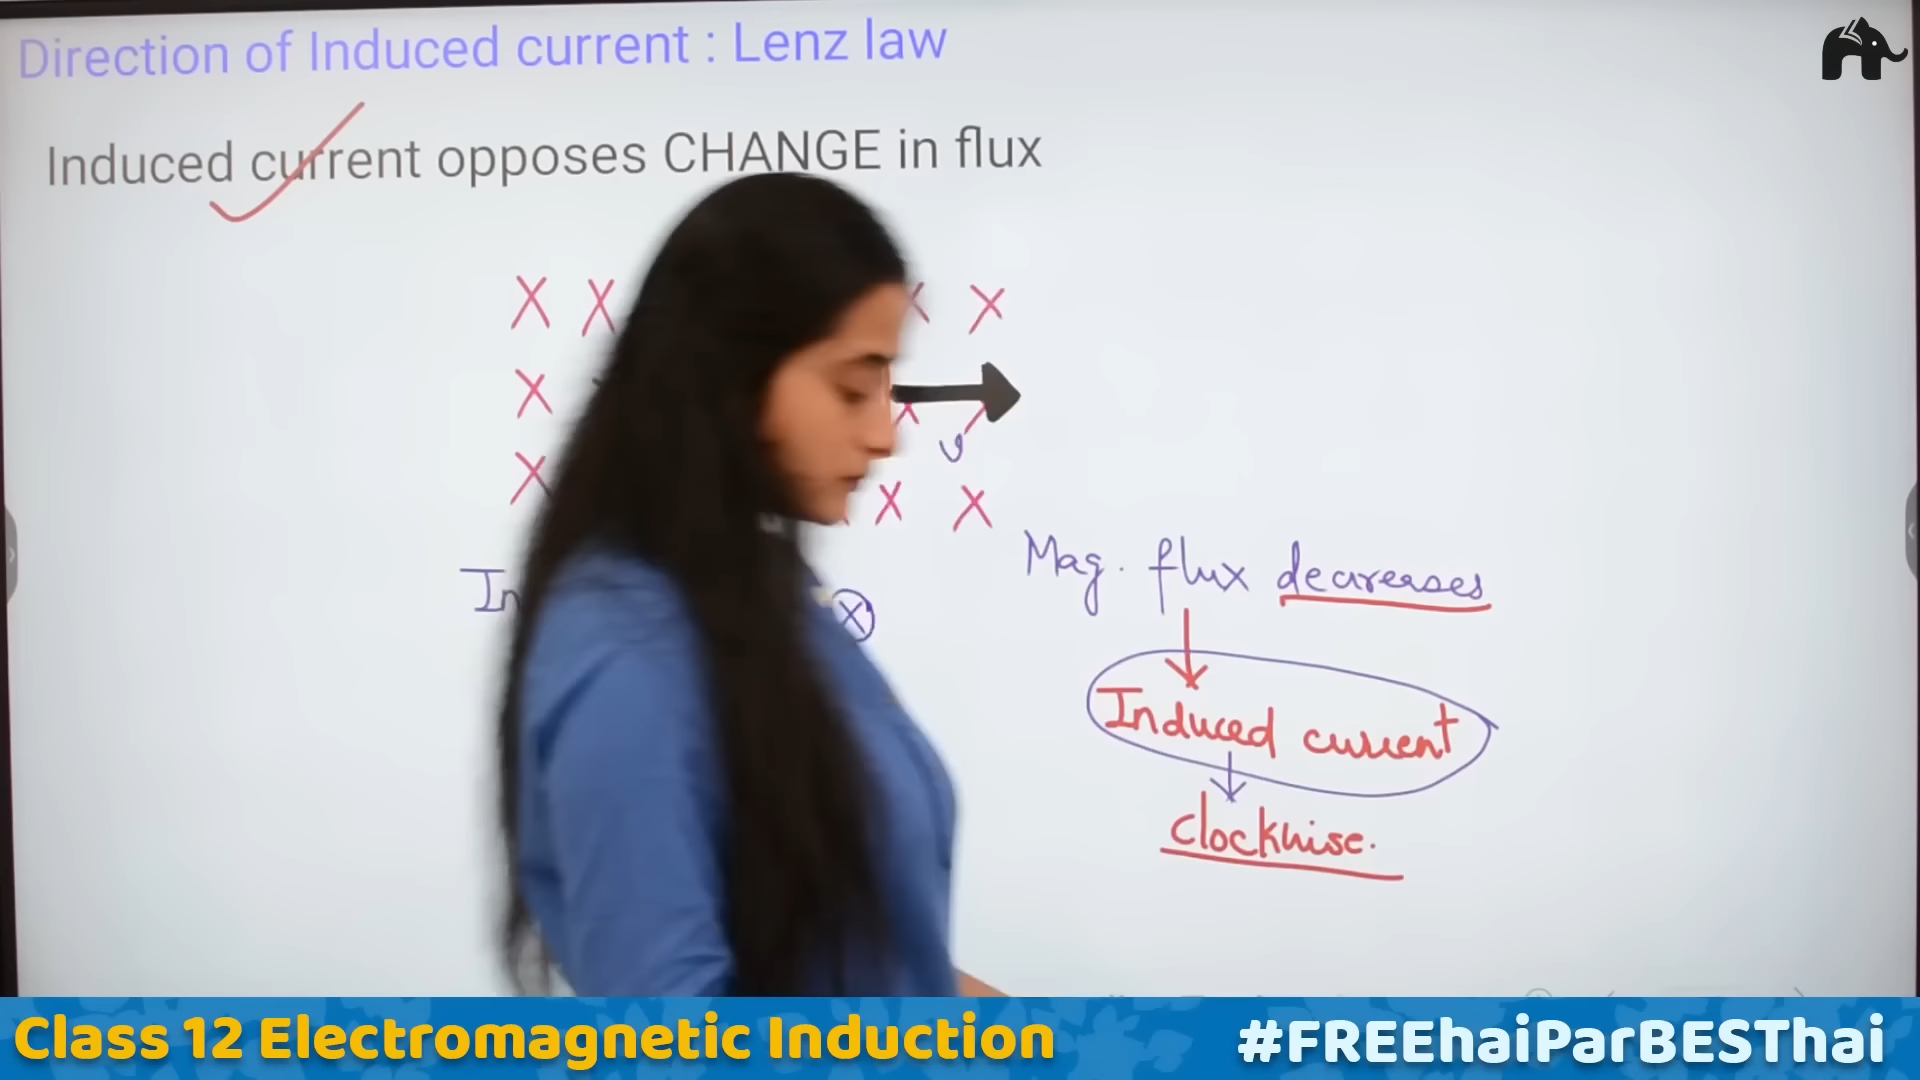 Direction of Induced current : Lenz law
Induced current opposes CHANGE in flux
X X X
X
X X X
v
In
Mag. flux decreases
Induced current
clockwise.
Class 12 Electromagnetic Induction
#FREEhaiParBESThai